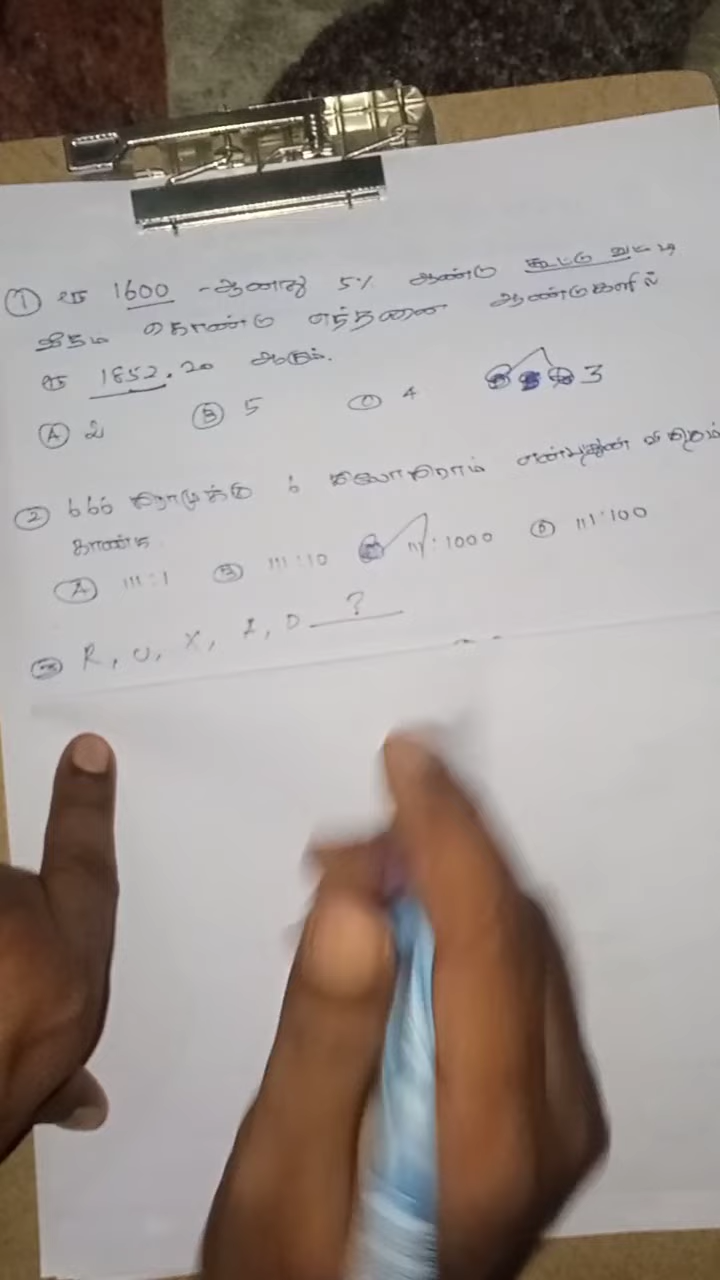 ① ரூ 1600 -ஆனது 5% ஆண்டு கூட்டு வட்டி
வீதம் கொண்டு எத்தனை ஆண்டுகளில்
ரூ 1852.20 ஆகும்.
Ⓐ 2 Ⓑ 5 Ⓒ 4 3
② 666 கிராமுக்கும் 6 கிலோகிராம் என்பதன் விகிதம்
காண்க
Ⓐ 111:1 Ⓑ 111:10 111:1000 Ⓓ 111:100
③ R, U, X, A, D ?